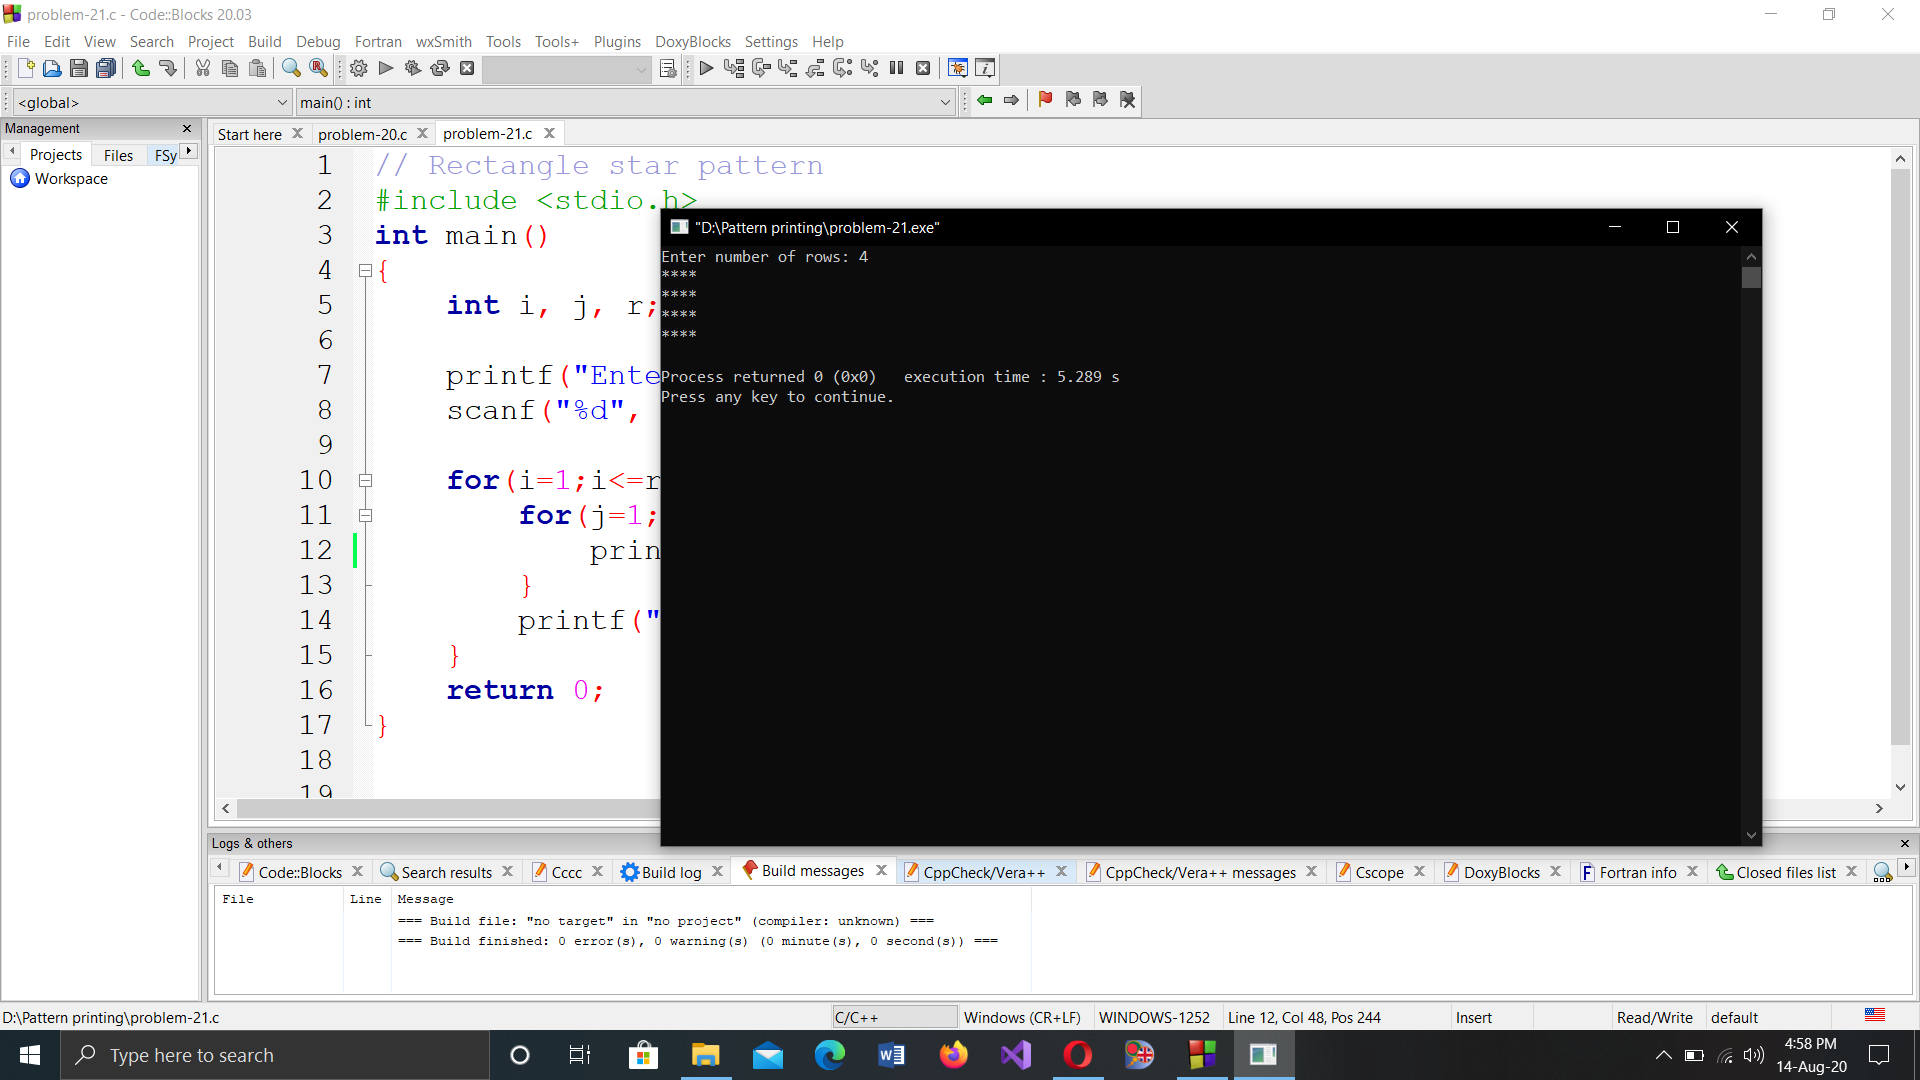 problem-21.c - Code::Blocks 20.03
File Edit View Search Project Build Debug Fortran wxSmith Tools Tools+ Plugins DoxyBlocks Settings Help
<global> main() : int
Management
Projects Files FSy
Workspace
Start here problem-20.c problem-21.c
1 // Rectangle star pattern
2 #include <stdio.h>
3 int main()
4 {
5 int i, j, r;
6
7 printf("Ente
8 scanf("%d",
9
10 for(i=1;i<=r
11 for(j=1;
12 prin
13 }
14 printf("
15 }
16 return 0;
17 }
18
19
"D:\Pattern printing\problem-21.exe"
Enter number of rows: 4
****
****
****
****
Process returned 0 (0x0) execution time : 5.289 s
Press any key to continue.
Logs & others
Code::Blocks Search results Cccc Build log Build messages CppCheck/Vera++ CppCheck/Vera++ messages Cscope DoxyBlocks Fortran info Closed files list
File Line Message
=== Build file: "no target" in "no project" (compiler: unknown) ===
=== Build finished: 0 error(s), 0 warning(s) (0 minute(s), 0 second(s)) ===
D:\Pattern printing\problem-21.c C/C++ Windows (CR+LF) WINDOWS-1252 Line 12, Col 48, Pos 244 Insert Read/Write default
Type here to search
4:58 PM
14-Aug-20